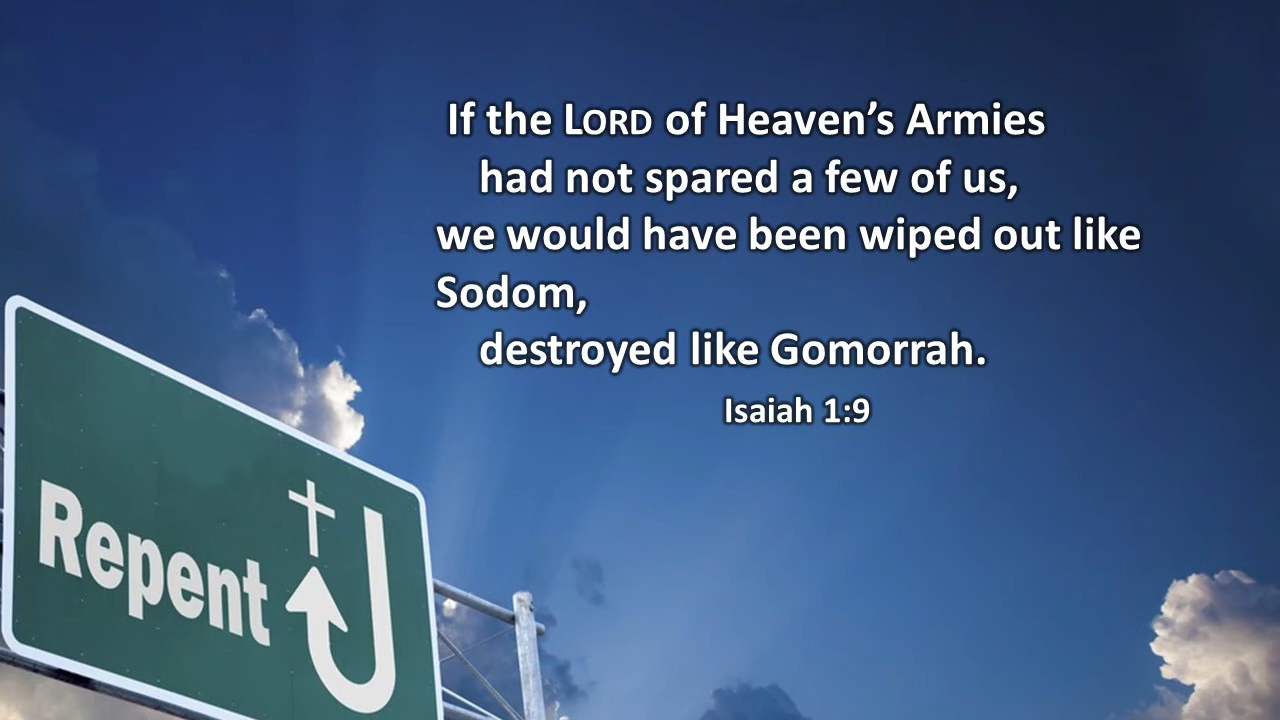 If the LORD of Heaven’s Armies
had not spared a few of us,
we would have been wiped out like
Sodom,
destroyed like Gomorrah.
Isaiah 1:9
Repent